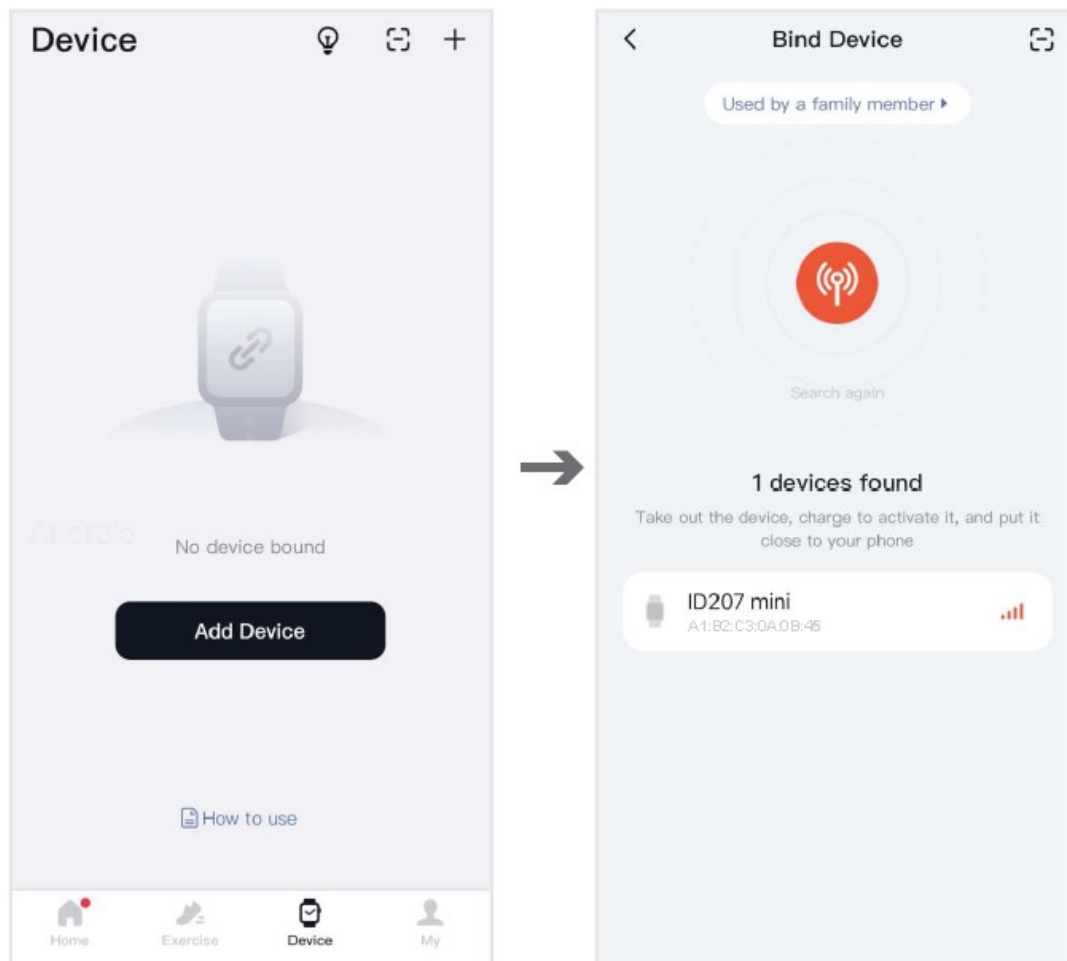 Device
No device bound
Add Device
How to use
Home
Exercise
Device
My
Bind Device
Used by a family member
Search again
1 devices found
Take out the device, charge to activate it, and put it
close to your phone
ID207 mini
A1:B2:C3:0A:0B:45